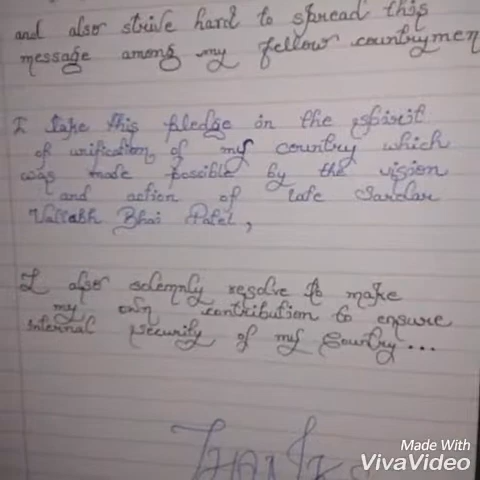 and also strive hard to spread this
message among my fellow countrymen
I take this pledge in the spirit
of unification of my country which
was made possible by the vision
and action of late Sardar
Vallabh Bhai Patel,
I also solemnly resolve to make
my own contribution to ensure
internal security of my Country...
Thanks
Made With
VivaVideo